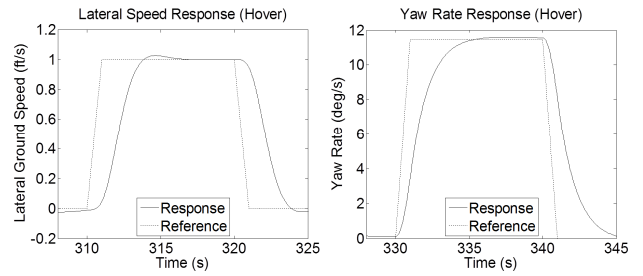 Lateral Speed Response (Hover)
Lateral Ground Speed (ft/s)
1.2
1
0.8
0.6
0.4
0.2
0
-0.2
310
315
320
325
Time (s)
Response
Reference
Yaw Rate Response (Hover)
Yaw Rate (deg/s)
12
10
8
6
4
2
0
330
335
340
345
Time (s)
Response
Reference